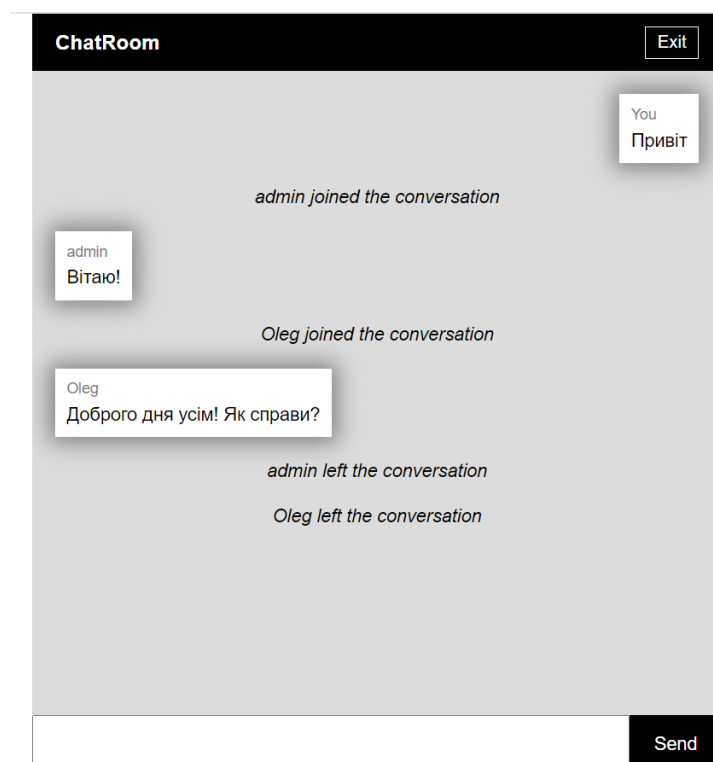 ChatRoom
Exit
You
Привіт
admin joined the conversation
admin
Вітаю!
Oleg joined the conversation
Oleg
Доброго дня усім! Як справи?
admin left the conversation
Oleg left the conversation
Send